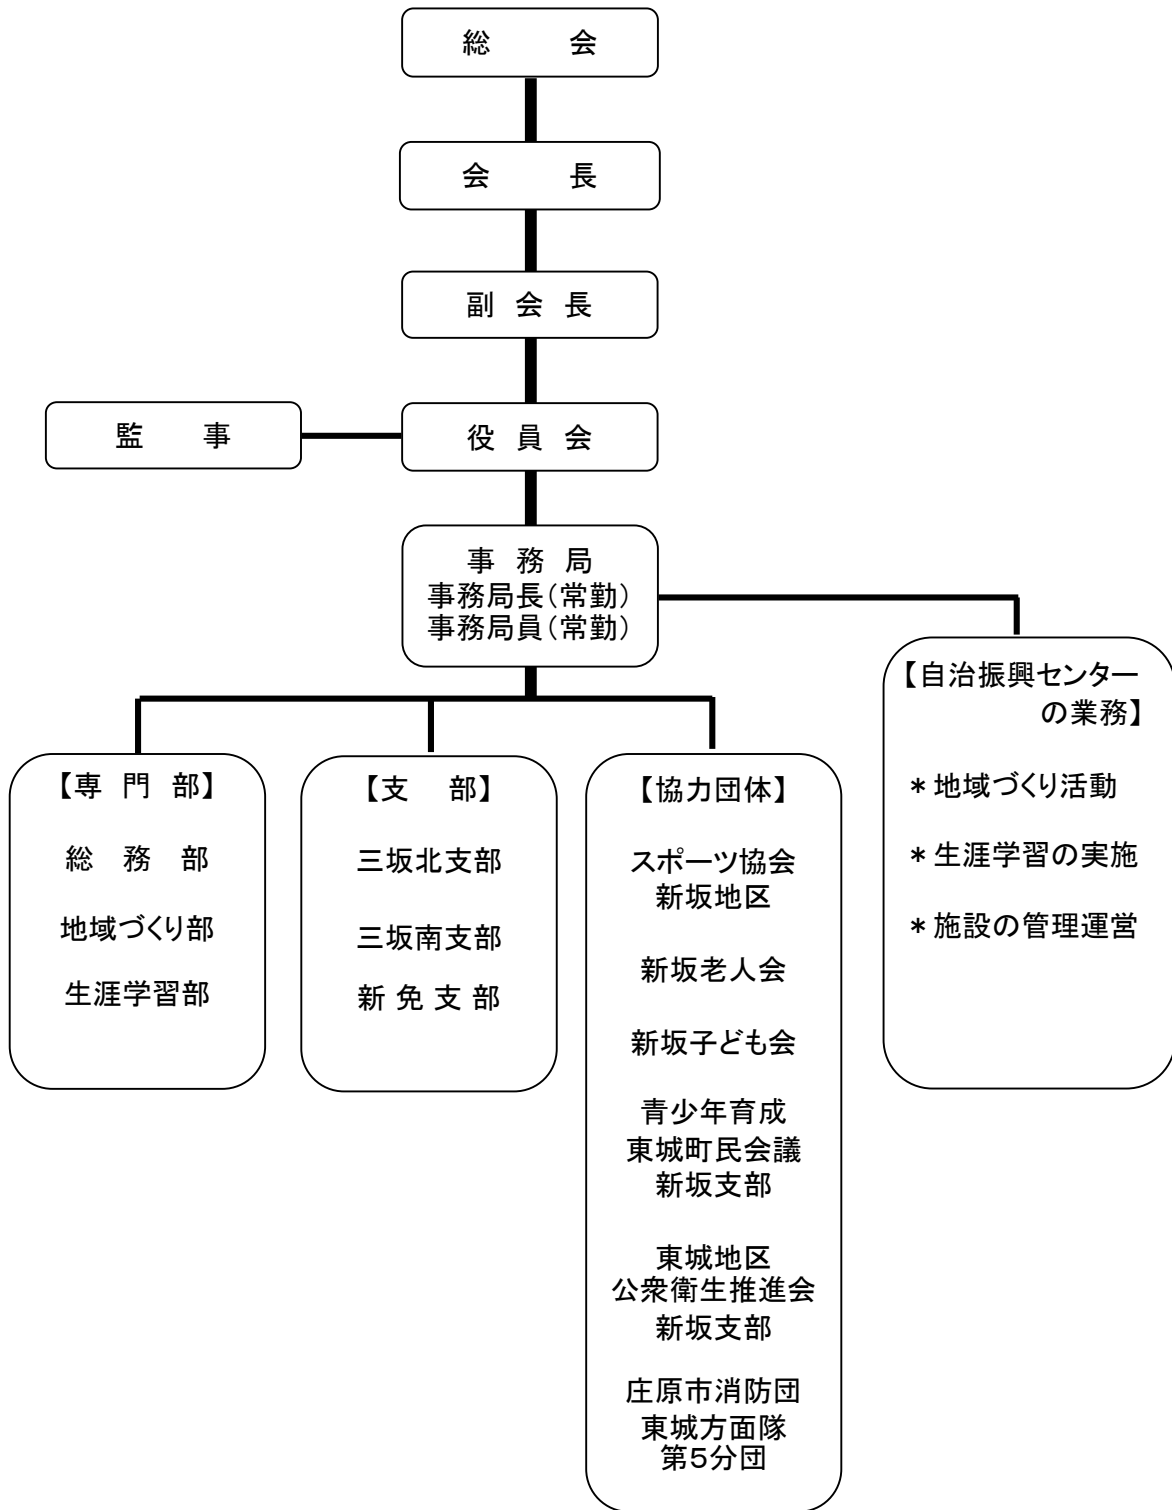 総　　会
会　　長
副　会　長
監　　事
役　員　会
事　務　局
事務局長（常勤）
事務局員（常勤）
【自治振興センター
の業務】
＊地域づくり活動
＊生涯学習の実施
＊施設の管理運営
【専　門　部】
総　務　部
地域づくり部
生涯学習部
【支　部】
三坂北支部
三坂南支部
新 免 支 部
【協力団体】
スポーツ協会
新坂地区
新坂老人会
新坂子ども会
青少年育成
東城町民会議
新坂支部
東城地区
公衆衛生推進会
新坂支部
庄原市消防団
東城方面隊
第５分団